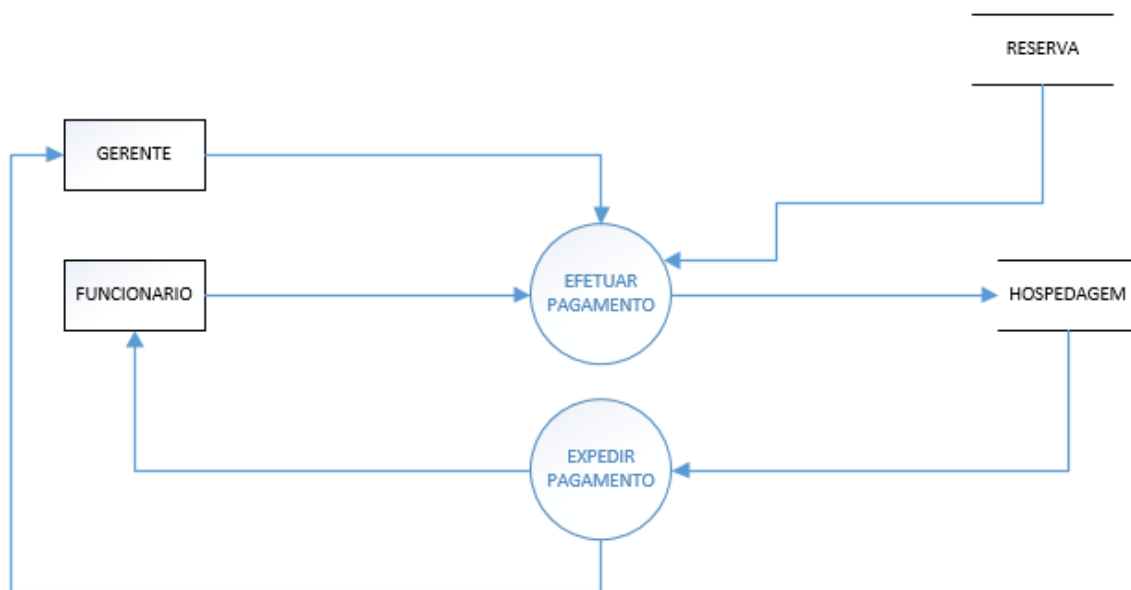 RESERVA
GERENTE
FUNCIONARIO
EFETUAR
PAGAMENTO
HOSPEDAGEM
EXPEDIR
PAGAMENTO